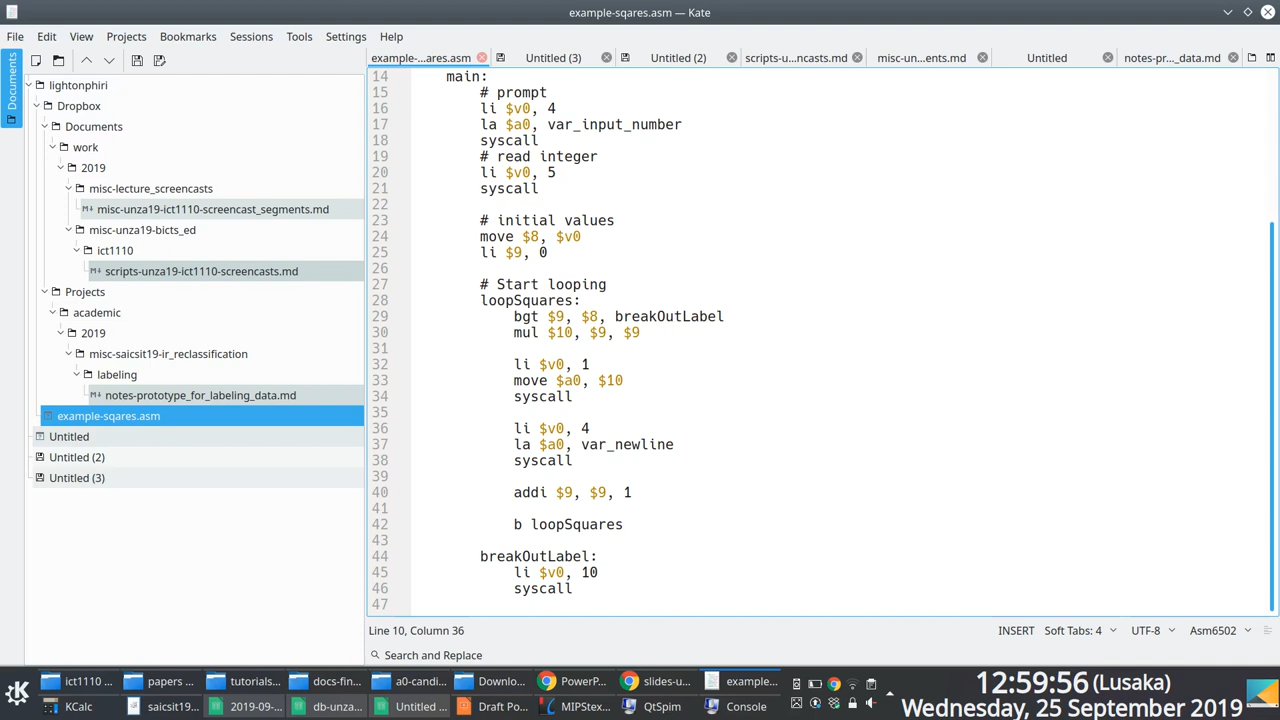 example-sqares.asm — Kate
File Edit View Projects Bookmarks Sessions Tools Settings Help
example-...ares.asm Untitled (3) Untitled (2) scripts-u...ncasts.md misc-un...ents.md Untitled notes-pr..._data.md
Documents
lightonphiri
Dropbox
Documents
work
2019
misc-lecture_screencasts
misc-unza19-ict1110-screencast_segments.md
misc-unza19-bicts_ed
ict1110
scripts-unza19-ict1110-screencasts.md
Projects
academic
2019
misc-saicsit19-ir_reclassification
labeling
notes-prototype_for_labeling_data.md
example-sqares.asm
Untitled
Untitled (2)
Untitled (3)
14 main:
15 # prompt
16 li $v0, 4
17 la $a0, var_input_number
18 syscall
19 # read integer
20 li $v0, 5
21 syscall
22
23 # initial values
24 move $8, $v0
25 li $9, 0
26
27 # Start looping
28 loopSquares:
29 bgt $9, $8, breakOutLabel
30 mul $10, $9, $9
31
32 li $v0, 1
33 move $a0, $10
34 syscall
35
36 li $v0, 4
37 la $a0, var_newline
38 syscall
39
40 addi $9, $9, 1
41
42 b loopSquares
43
44 breakOutLabel:
45 li $v0, 10
46 syscall
47
Line 10, Column 36 INSERT Soft Tabs: 4 UTF-8 Asm6502
Search and Replace
ict1110 ... papers ... tutorials... docs-fin... a0-candi... Downlo... PowerP... slides-u... example...
KCalc saicsit19... 2019-09-... db-unza... Untitled ... Draft Po... MIPStex... QtSpim Console
12:59:56 (Lusaka)
Wednesday, 25 September 2019